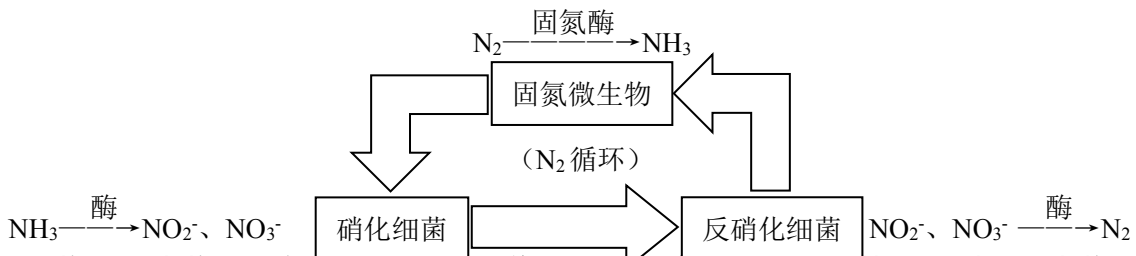 固氮酶
N₂———→NH₃
固氮微生物
（N₂循环）
酶
NH₃——→NO₂⁻、NO₃⁻
硝化细菌
反硝化细菌
NO₂⁻、NO₃⁻ ——→N₂
酶